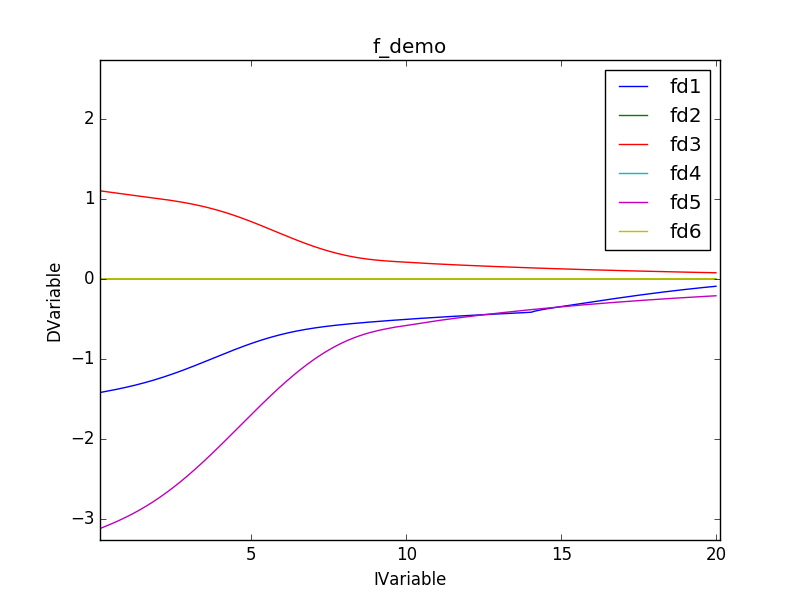 f_demo
fd1
fd2
fd3
fd4
fd5
fd6
2
1
0
−1
−2
−3
DVariable
5
10
15
20
IVariable